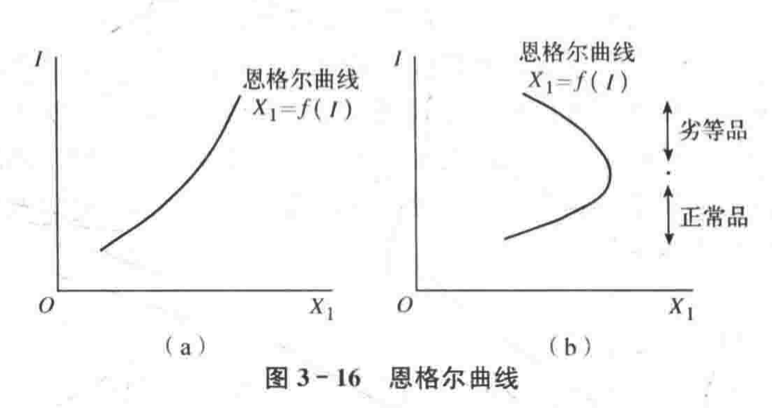 I
恩格尔曲线
X₁=f(I)
O
X₁
(a)
I
恩格尔曲线
X₁=f(I)
劣等品
正常品
O
X₁
(b)
图 3-16 恩格尔曲线